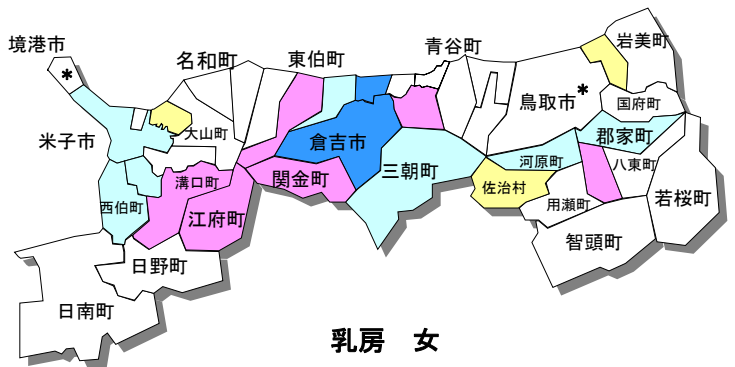 境港市
*
名和町
東伯町
青谷町
岩美町
米子市
大山町
倉吉市
鳥取市*
国府町
郡家町
三朝町
河原町
八東町
西伯町
溝口町
関金町
佐治村
用瀬町
若桜町
江府町
智頭町
日野町
日南町
乳房 女